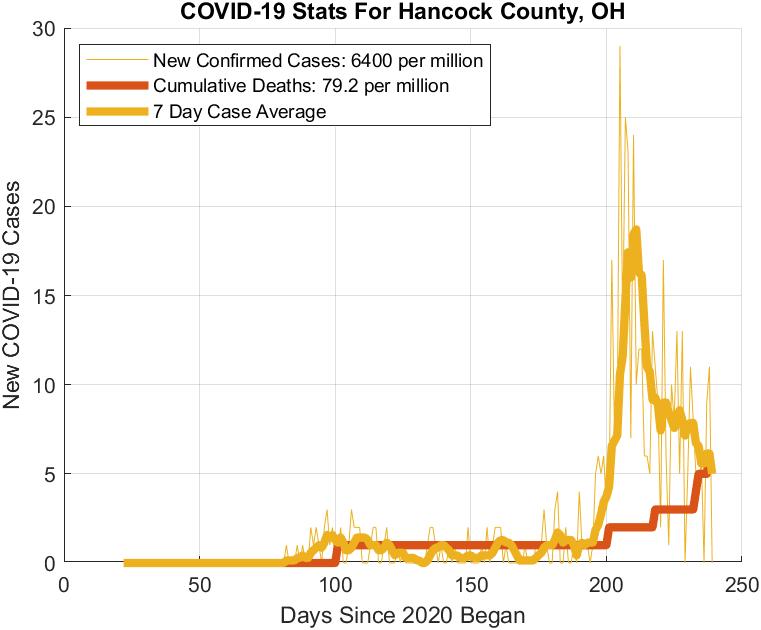 COVID-19 Stats For Hancock County, OH
New Confirmed Cases: 6400 per million
Cumulative Deaths: 79.2 per million
7 Day Case Average
New COVID-19 Cases
30
25
20
15
10
5
0
0
50
100
150
200
250
Days Since 2020 Began